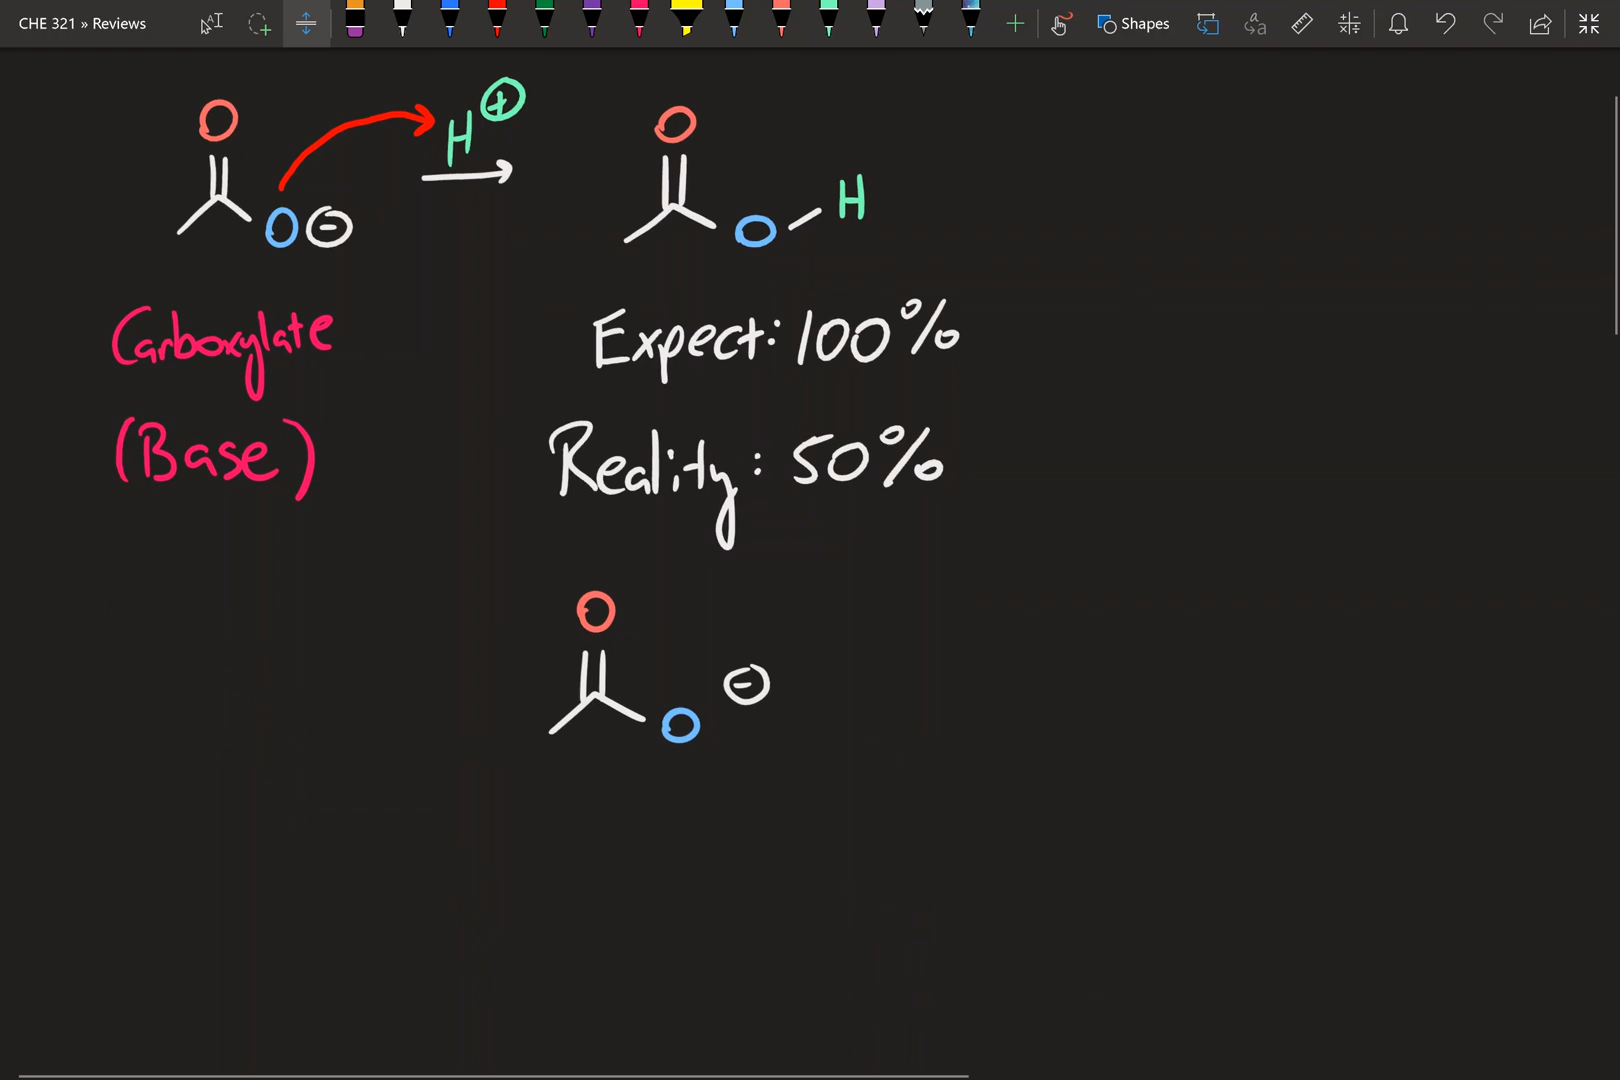 CHE 321 » Reviews
Shapes
O
O ⊖
H ⊕
O
O H
Carboxylate
(Base)
Expect: 100%
Reality: 50%
O
O ⊖